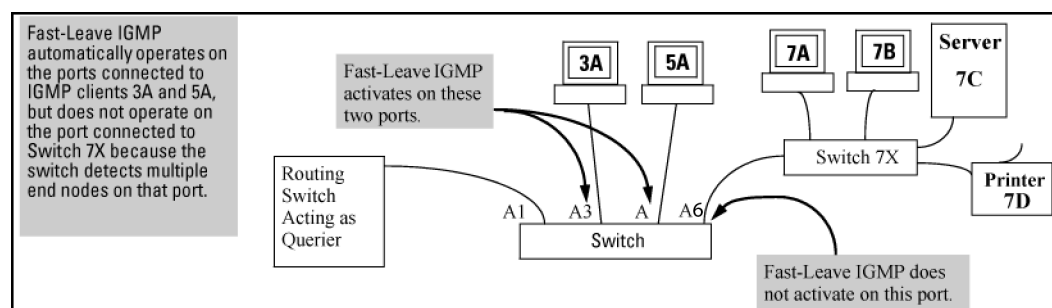 Fast-Leave IGMP
automatically operates on
the ports connected to
IGMP clients 3A and 5A,
but does not operate on
the port connected to
Switch 7X because the
switch detects multiple
end nodes on that port.
Fast-Leave IGMP
activates on these
two ports.
3A
5A
7A
7B
Server
7C
Switch 7X
Printer
7D
Routing
Switch
Acting as
Querier
A1
A3
A
A6
Switch
Fast-Leave IGMP does
not activate on this port.